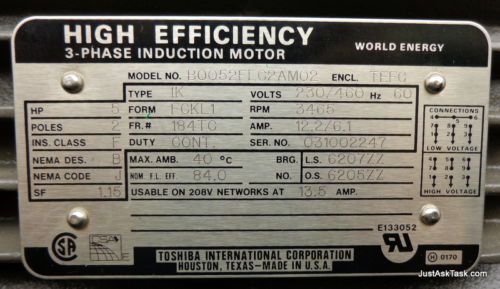 HIGH EFFICIENCY
3-PHASE INDUCTION MOTOR
WORLD ENERGY
MODEL NO. B0052FLG2AM02 ENCL. TEFC
TYPE IK VOLTS 230/460 Hz 60
HP 5 FORM FCKL1 RPM 3465
POLES 2 FR.# 184TC AMP. 12.2/6.1
INS. CLASS F DUTY CONT. SER. NO. 031002247
NEMA DES. B MAX. AMB. 40 °C BRG. L.S. 6207ZZ
NEMA CODE J NOM. F.L. EFF 84.0 NO. O.S. 6205ZZ
SF 1.15 USABLE ON 208V NETWORKS AT 13.5 AMP.
CONNECTIONS
LOW VOLTAGE
HIGH VOLTAGE
E133052
TOSHIBA INTERNATIONAL CORPORATION
HOUSTON, TEXAS-MADE IN U.S.A.
H 0170
JustAskTask.com